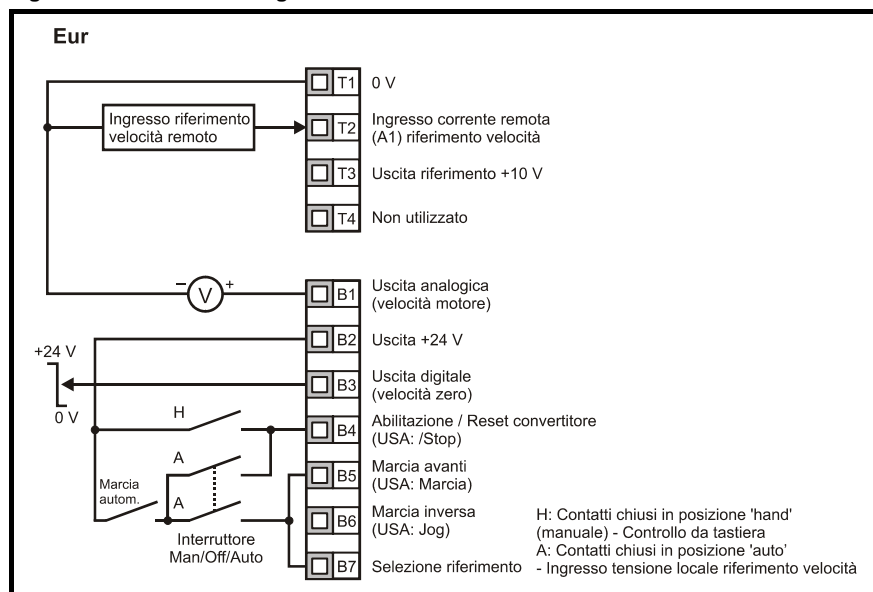 Eur
T1
0 V
Ingresso riferimento
velocità remoto
T2
Ingresso corrente remota
(A1) riferimento velocità
T3
Uscita riferimento +10 V
T4
Non utilizzato
− V +
B1
Uscita analogica
(velocità motore)
B2
Uscita +24 V
+24 V
0 V
B3
Uscita digitale
(velocità zero)
H
B4
Abilitazione / Reset convertitore
(USA: /Stop)
A
B5
Marcia avanti
(USA: Marcia)
Marcia
autom.
A
B6
Marcia inversa
(USA: Jog)
Interruttore
Man/Off/Auto
B7
Selezione riferimento
H: Contatti chiusi in posizione 'hand'
(manuale) - Controllo da tastiera
A: Contatti chiusi in posizione 'auto'
- Ingresso tensione locale riferimento velocità